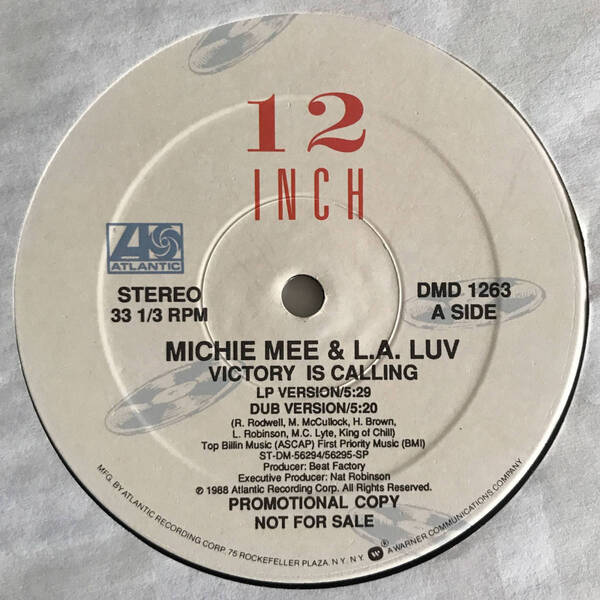 12
INCH
ATLANTIC
STEREO
33 1/3 RPM
DMD 1263
A SIDE
MICHIE MEE & L.A. LUV
VICTORY IS CALLING
LP VERSION/5:29
DUB VERSION/5:20
(R. Rodwell, M. McCullock, H. Brown,
L. Robinson, M.C. Lyte, King of Chill)
Top Billin Music (ASCAP) First Priority Music (BMI)
ST-DM-56294/56295-SP
Producer: Beat Factory
Executive Producer: Nat Robinson
℗ 1988 Atlantic Recording Corp. All Rights Reserved.
PROMOTIONAL COPY
NOT FOR SALE
MFG. BY ATLANTIC RECORDING CORP. 75 ROCKEFELLER PLAZA, N.Y. N.Y. ® A WARNER COMMUNICATIONS COMPANY